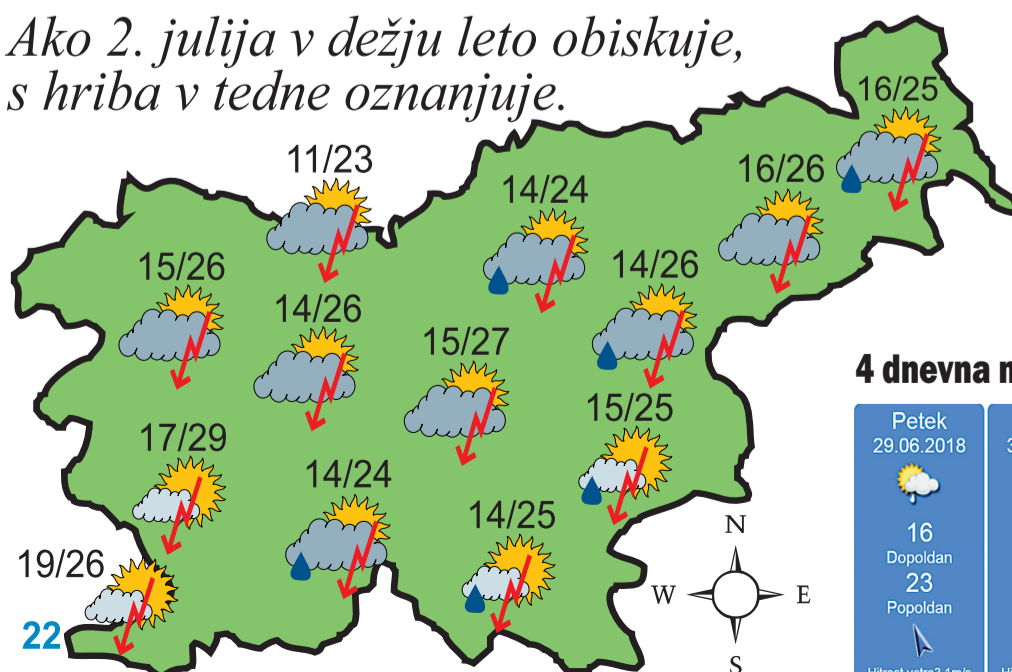 Ako 2. julija v dežju leto obiskuje,
s hriba v tedne oznanjuje.
16/25
11/23
14/24
16/26
15/26
14/26
14/26
15/27
17/29
15/25
14/24
14/25
19/26
22
N
W
E
S
4 dnevna
Petek
29.06.2018
16
Dopoldan
23
Popoldan